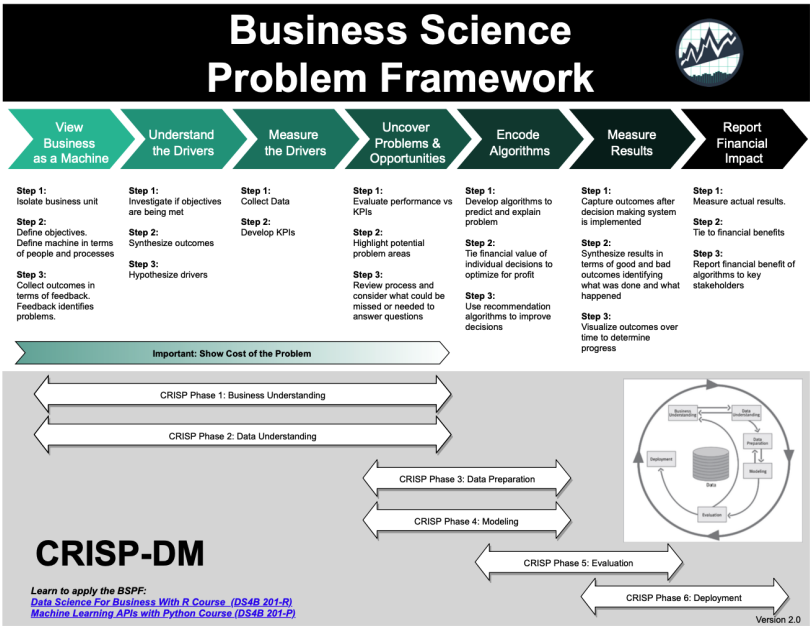 Business Science
Problem Framework
View
Business
as a Machine
Understand
the Drivers
Measure
the Drivers
Uncover
Problems &
Opportunities
Encode
Algorithms
Measure
Results
Report
Financial
Impact
Step 1:
Isolate business unit
Step 2:
Define objectives.
Define machine in terms
of people and processes
Step 3:
Collect outcomes in
terms of feedback.
Feedback identifies
problems.
Step 1:
Investigate if objectives
are being met
Step 2:
Synthesize outcomes
Step 3:
Hypothesize drivers
Step 1:
Collect Data
Step 2:
Develop KPIs
Step 1:
Evaluate performance vs
KPIs
Step 2:
Highlight potential
problem areas
Step 3:
Review process and
consider what could be
missed or needed to
answer questions
Step 1:
Develop algorithms to
predict and explain
problem
Step 2:
Tie financial value of
individual decisions to
optimize for profit
Step 3:
Use recommendation
algorithms to improve
decisions
Step 1:
Capture outcomes after
decision making system
is implemented
Step 2:
Synthesize results in
terms of good and bad
outcomes identifying
what was done and what
happened
Step 3:
Visualize outcomes over
time to determine
progress
Step 1:
Measure actual results.
Step 2:
Tie to financial benefits
Step 3:
Report financial benefit of
algorithms to key
stakeholders
Important: Show Cost of the Problem
CRISP Phase 1: Business Understanding
CRISP Phase 2: Data Understanding
CRISP Phase 3: Data Preparation
CRISP Phase 4: Modeling
CRISP Phase 5: Evaluation
CRISP Phase 6: Deployment
Business
Understanding
Data
Understanding
Data
Preparation
Modeling
Deployment
Data
Evaluation
CRISP-DM
Learn to apply the BSPF:
Data Science For Business With R Course (DS4B 201-R)
Machine Learning APIs with Python Course (DS4B 201-P)
Version 2.0